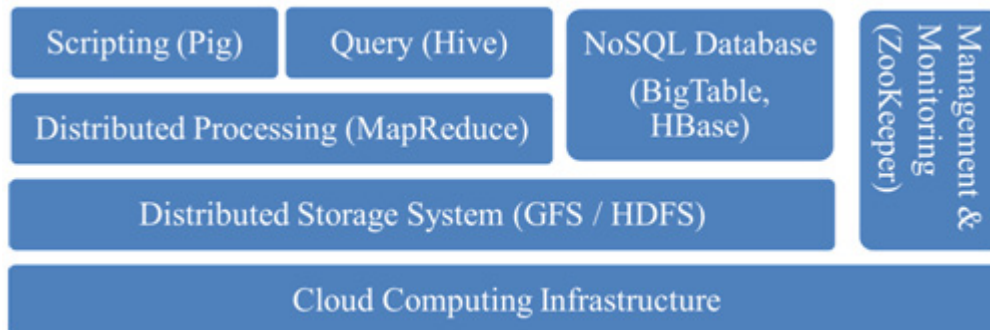 Scripting (Pig)
Query (Hive)
NoSQL Database
(BigTable,
HBase)
Management &
Monitoring
(ZooKeeper)
Distributed Processing (MapReduce)
Distributed Storage System (GFS / HDFS)
Cloud Computing Infrastructure